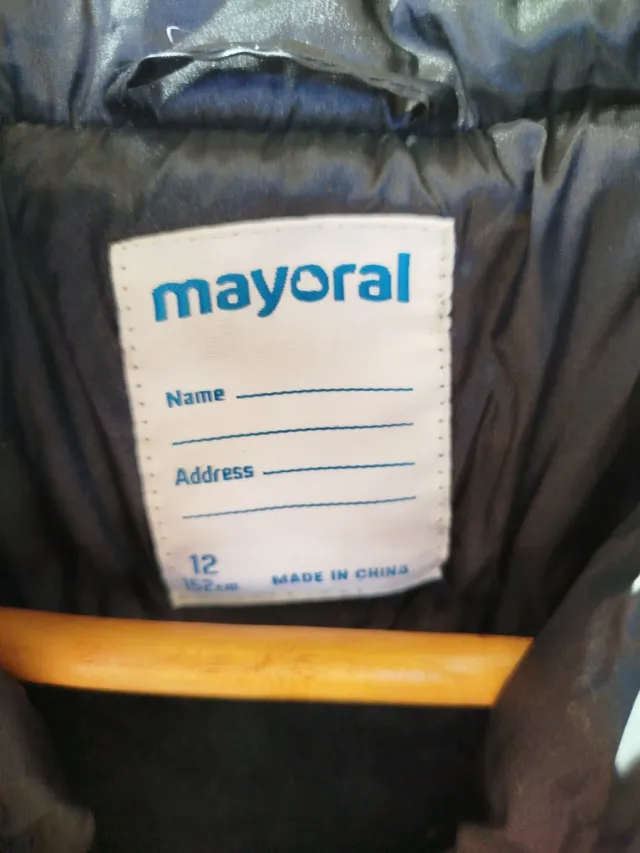 mayoral
Name
Address
12
152cm MADE IN CHINA